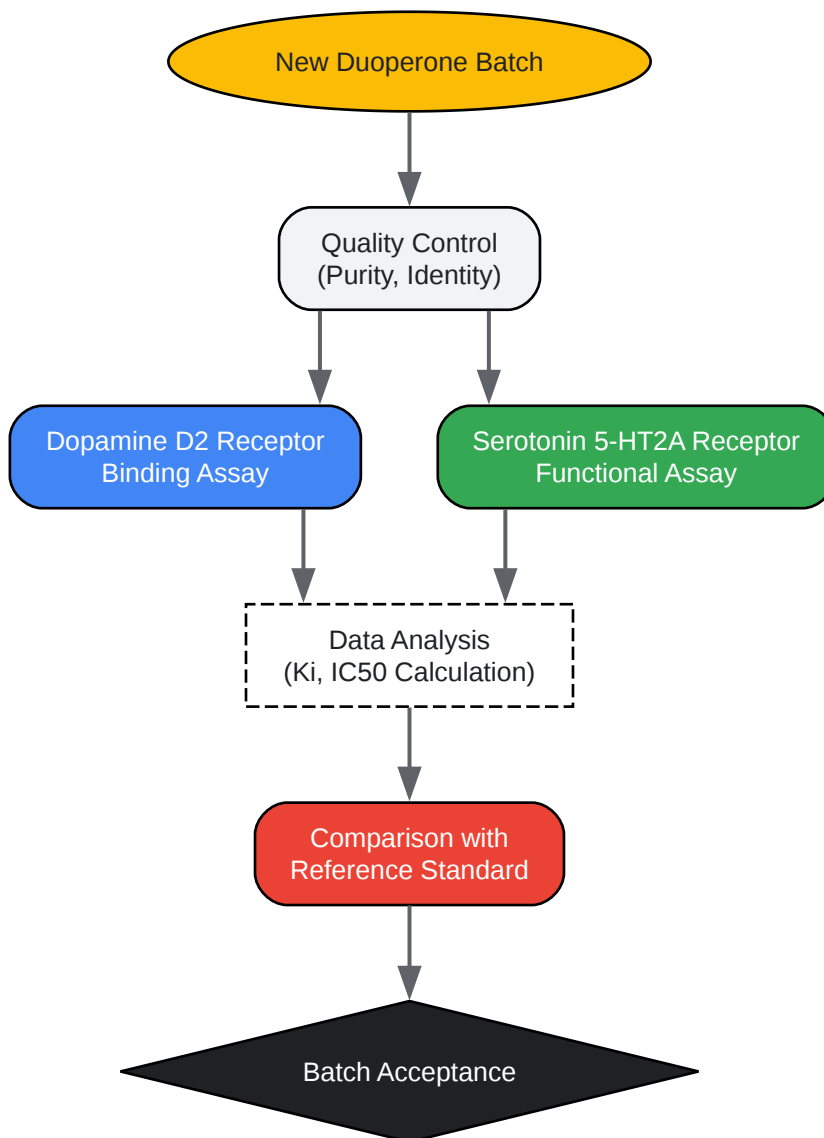 New Duoperone Batch
Quality Control
(Purity, Identity)
Dopamine D2 Receptor
Binding Assay
Serotonin 5-HT2A Receptor
Functional Assay
Data Analysis
(Ki, IC50 Calculation)
Comparison with
Reference Standard
Batch Acceptance